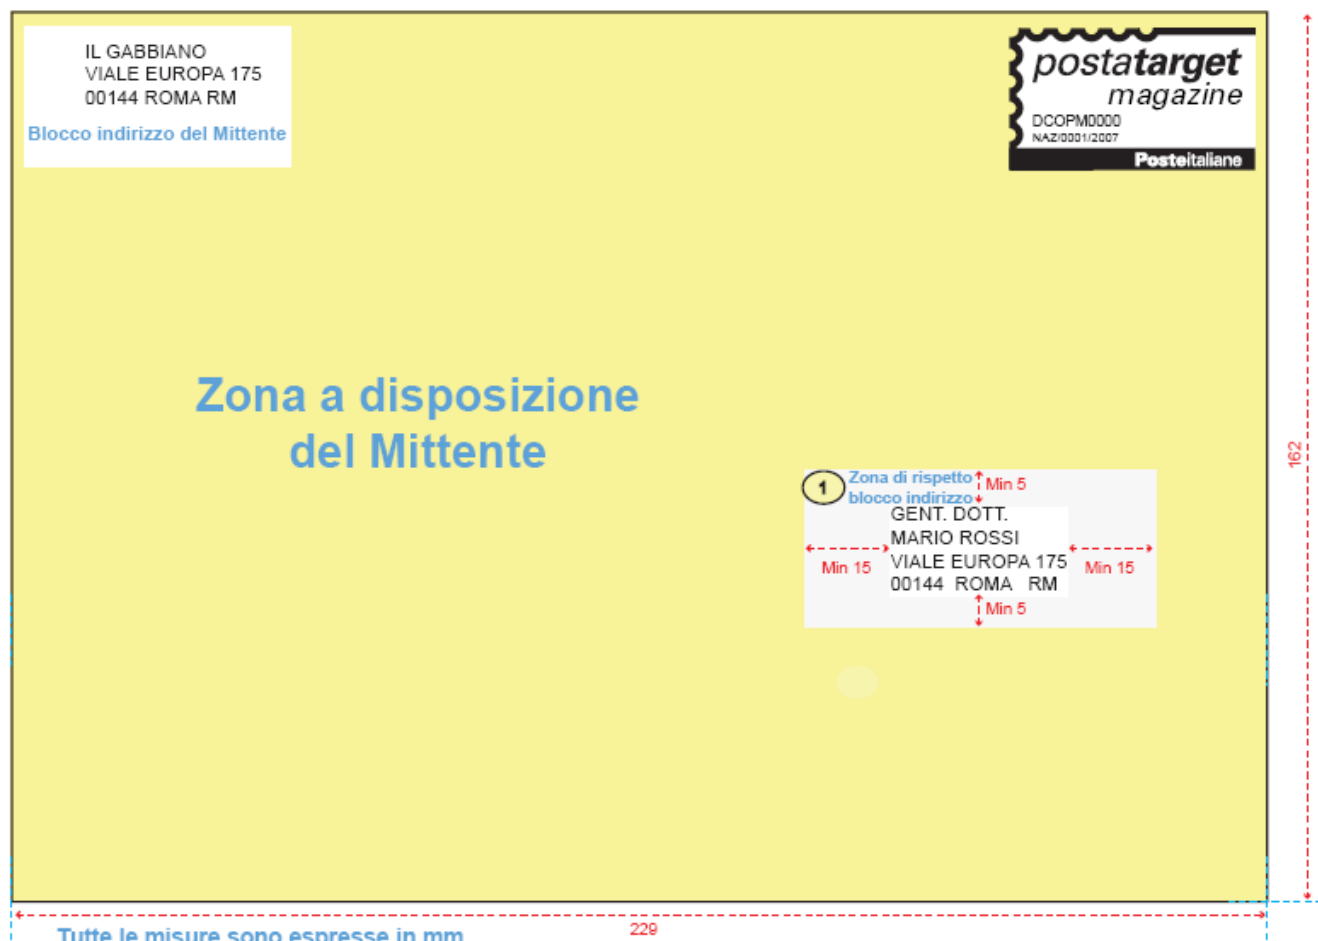 IL GABBIANO
VIALE EUROPA 175
00144 ROMA RM
Blocco indirizzo del Mittente
postatarget
magazine
DCOPM0000
NAZ/0001/2007
Posteitaliane
Zona a disposizione
del Mittente
162
1
Zona di rispetto
blocco indirizzo
Min 5
GENT. DOTT.
MARIO ROSSI
VIALE EUROPA 175
00144 ROMA RM
Min 15
Min 15
Min 5
229
Tutte le misure sono espresse in mm